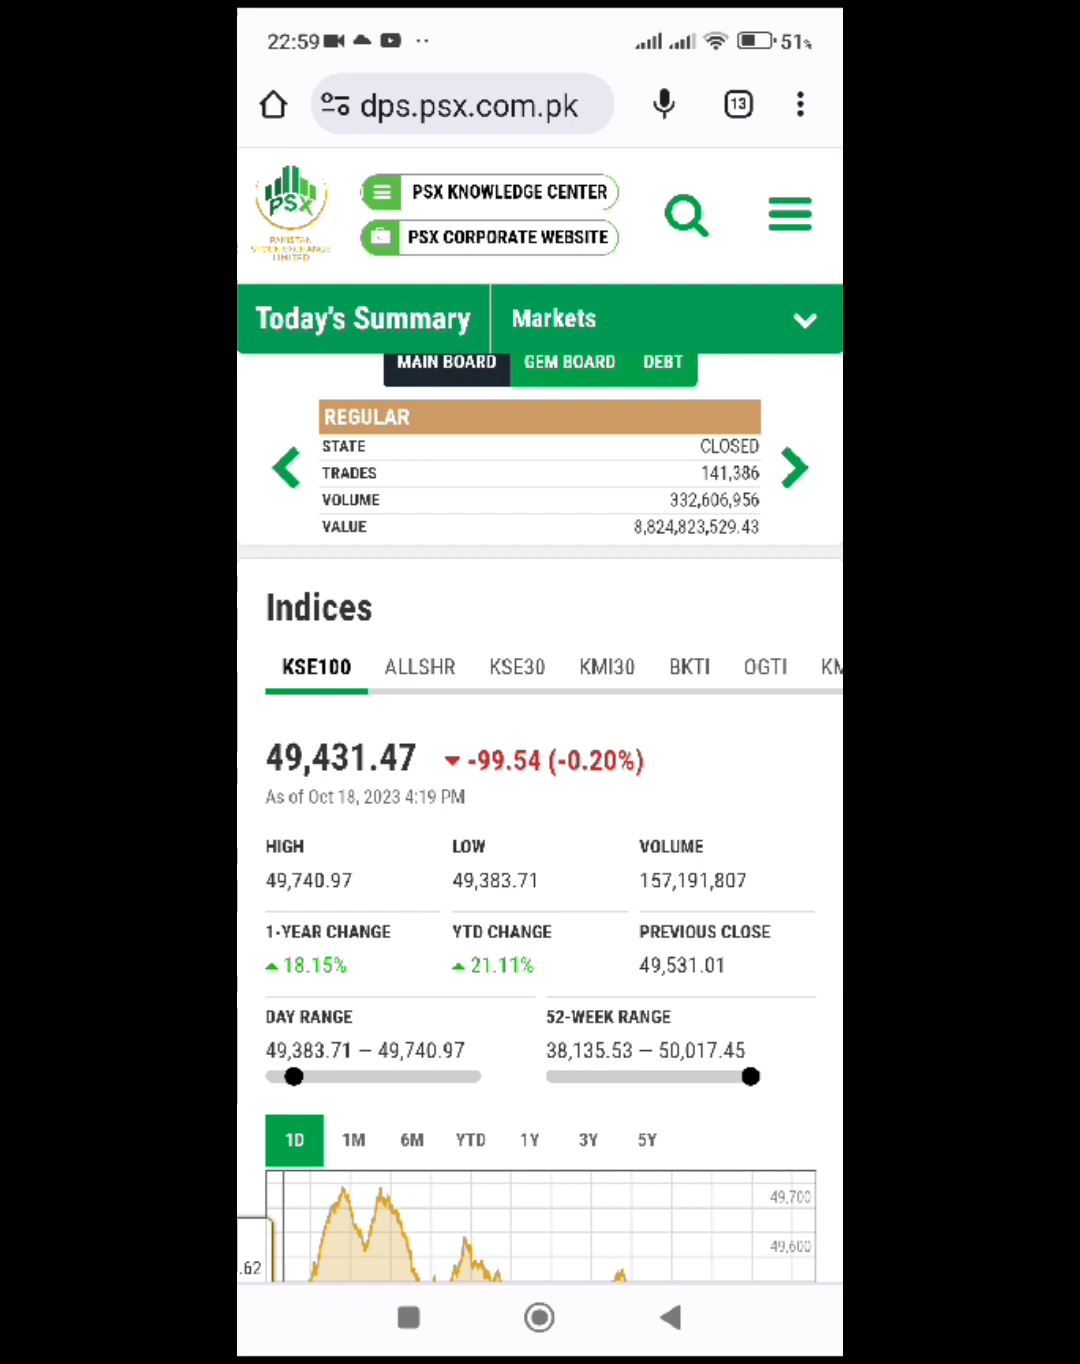 22:59
51%
dps.psx.com.pk
13
PSX
PAKISTAN
STOCK EXCHANGE
LIMITED
PSX KNOWLEDGE CENTER
PSX CORPORATE WEBSITE
Today's Summary
Markets
MAIN BOARD GEM BOARD DEBT
REGULAR
STATE CLOSED
TRADES 141,386
VOLUME 332,606,956
VALUE 8,824,823,529.43
Indices
KSE100 ALLSHR KSE30 KMI30 BKTI OGTI KM
49,431.47 -99.54 (-0.20%)
As of Oct 18, 2023 4:19 PM
HIGH LOW VOLUME
49,740.97 49,383.71 157,191,807
1-YEAR CHANGE YTD CHANGE PREVIOUS CLOSE
18.15% 21.11% 49,531.01
DAY RANGE 52-WEEK RANGE
49,383.71 – 49,740.97 38,135.53 – 50,017.45
1D 1M 6M YTD 1Y 3Y 5Y
49,700
49,600
.62